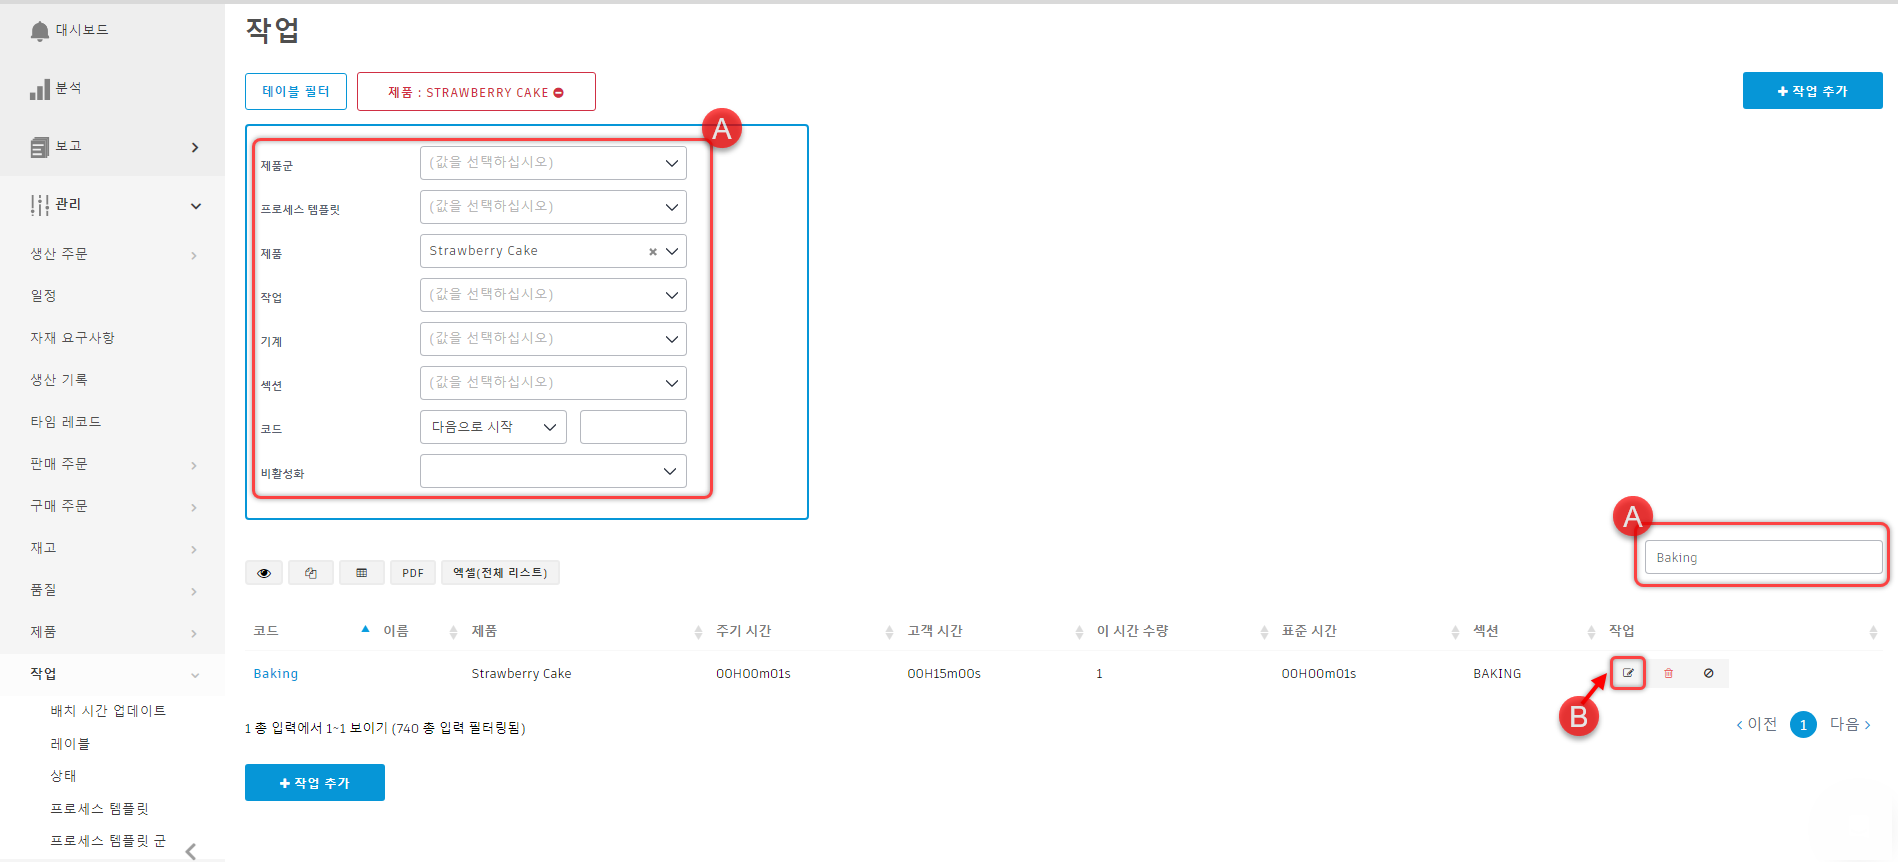 대시보드
분석
보고
관리
생산 주문
일정
자재 요구사항
생산 기록
타임 레코드
판매 주문
구매 주문
재고
품질
제품
작업
배치 시간 업데이트
레이블
상태
프로세스 템플릿
프로세스 템플릿 군
작업
테이블 필터
제품 : STRAWBERRY CAKE
작업 추가
A
제품군 (값을 선택하십시오)
프로세스 템플릿 (값을 선택하십시오)
제품 Strawberry Cake
작업 (값을 선택하십시오)
기계 (값을 선택하십시오)
섹션 (값을 선택하십시오)
코드 다음으로 시작
비활성화
A
Baking
PDF 엑셀(전체 리스트)
코드 이름 제품 주기 시간 고객 시간 이 시간 수량 표준 시간 섹션 작업
Baking Strawberry Cake 00H00m01s 00H15m00s 1 00H00m01s BAKING
B
1 총 입력에서 1~1 보이기 (740 총 입력 필터링됨)
이전 1 다음
작업 추가